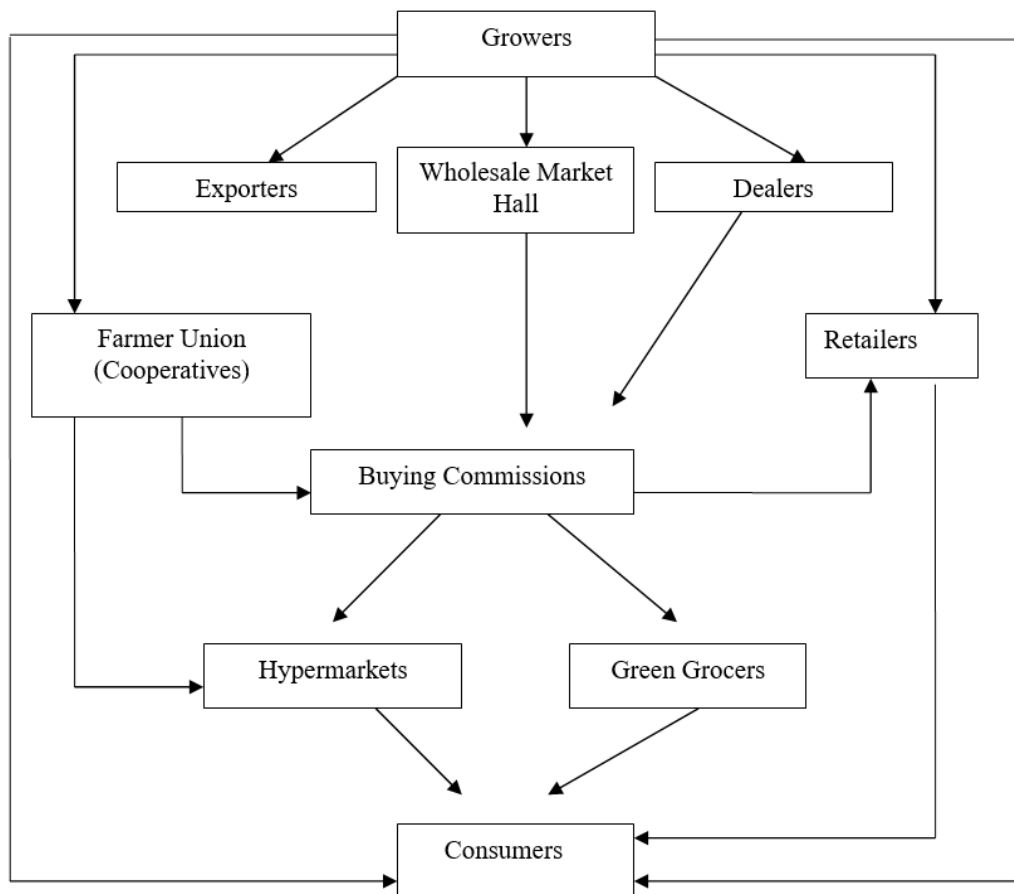 Growers
Exporters
Wholesale Market
Hall
Dealers
Farmer Union
(Cooperatives)
Retailers
Buying Commissions
Hypermarkets
Green Grocers
Consumers